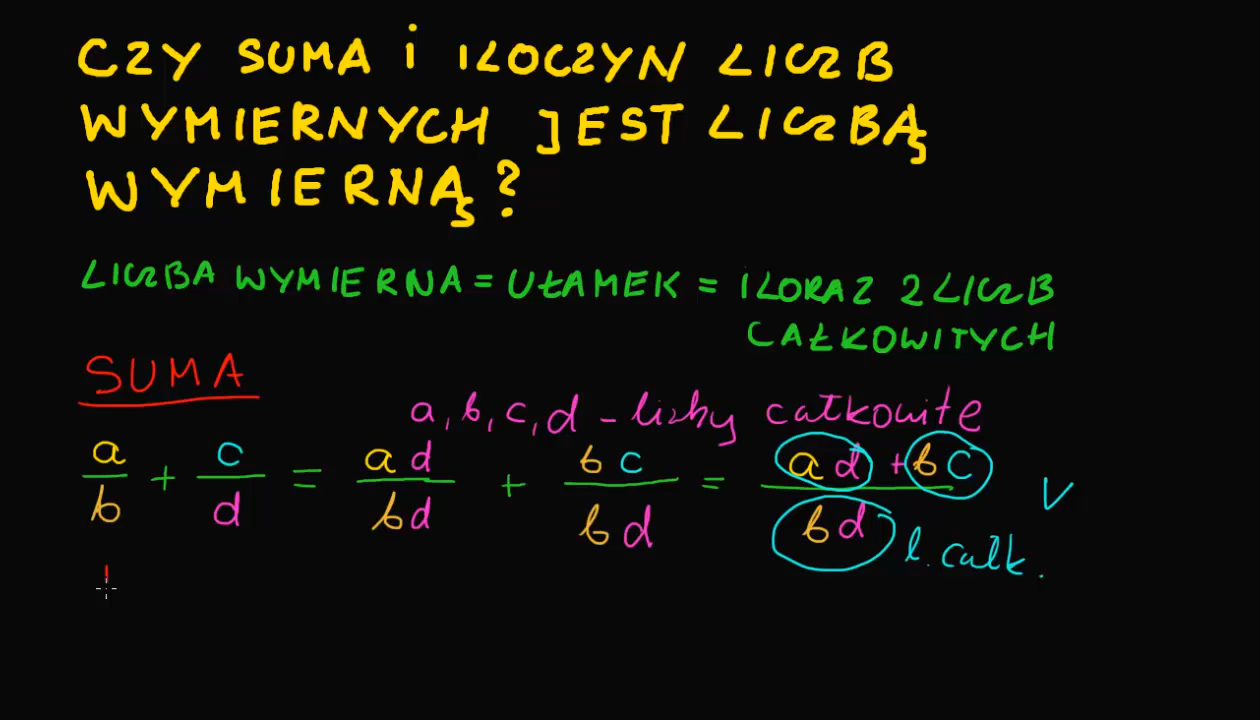 CZY SUMA I ILOCZYN LICZB
WYMIERNYCH JEST LICZBĄ
WYMIERNĄ?
LICZBA WYMIERNA = UŁAMEK = ILORAZ 2 LICZB
CAŁKOWITYCH
SUMA
a, b, c, d - liczby całkowite
a/b + c/d = ad/bd + bc/bd = ad + bc/bd V
l. całk.